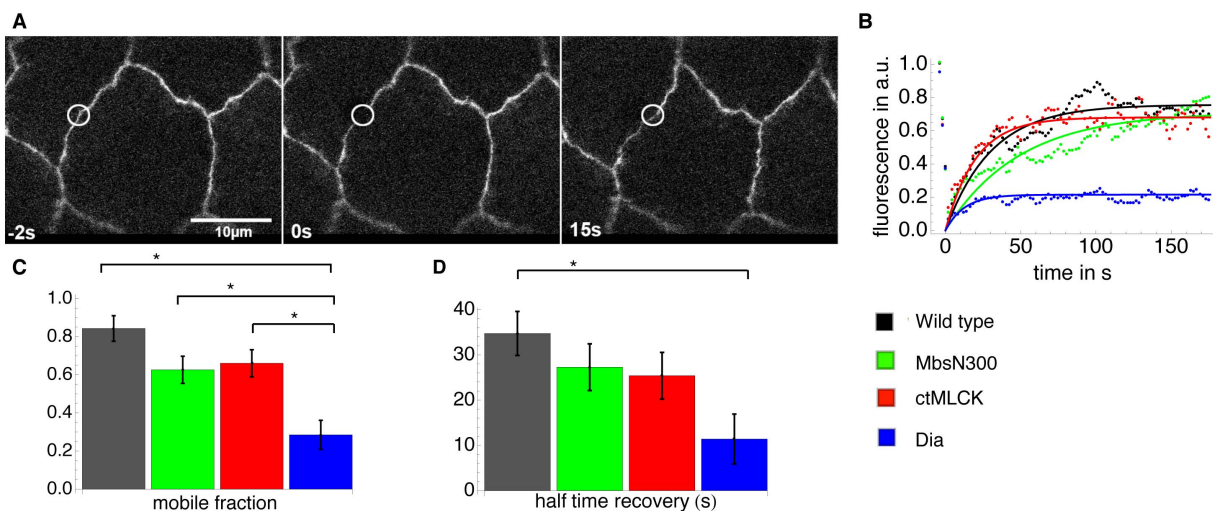 A
-2s
10µm
0s
15s
B
fluorescence in a.u.
1.0
0.8
0.6
0.4
0.2
0.0
0 50 100 150
time in s
C
* * *
1.0
0.8
0.6
0.4
0.2
0.0
mobile fraction
D
*
40
30
20
10
0
half time recovery (s)
Wild type
MbsN300
ctMLCK
Dia